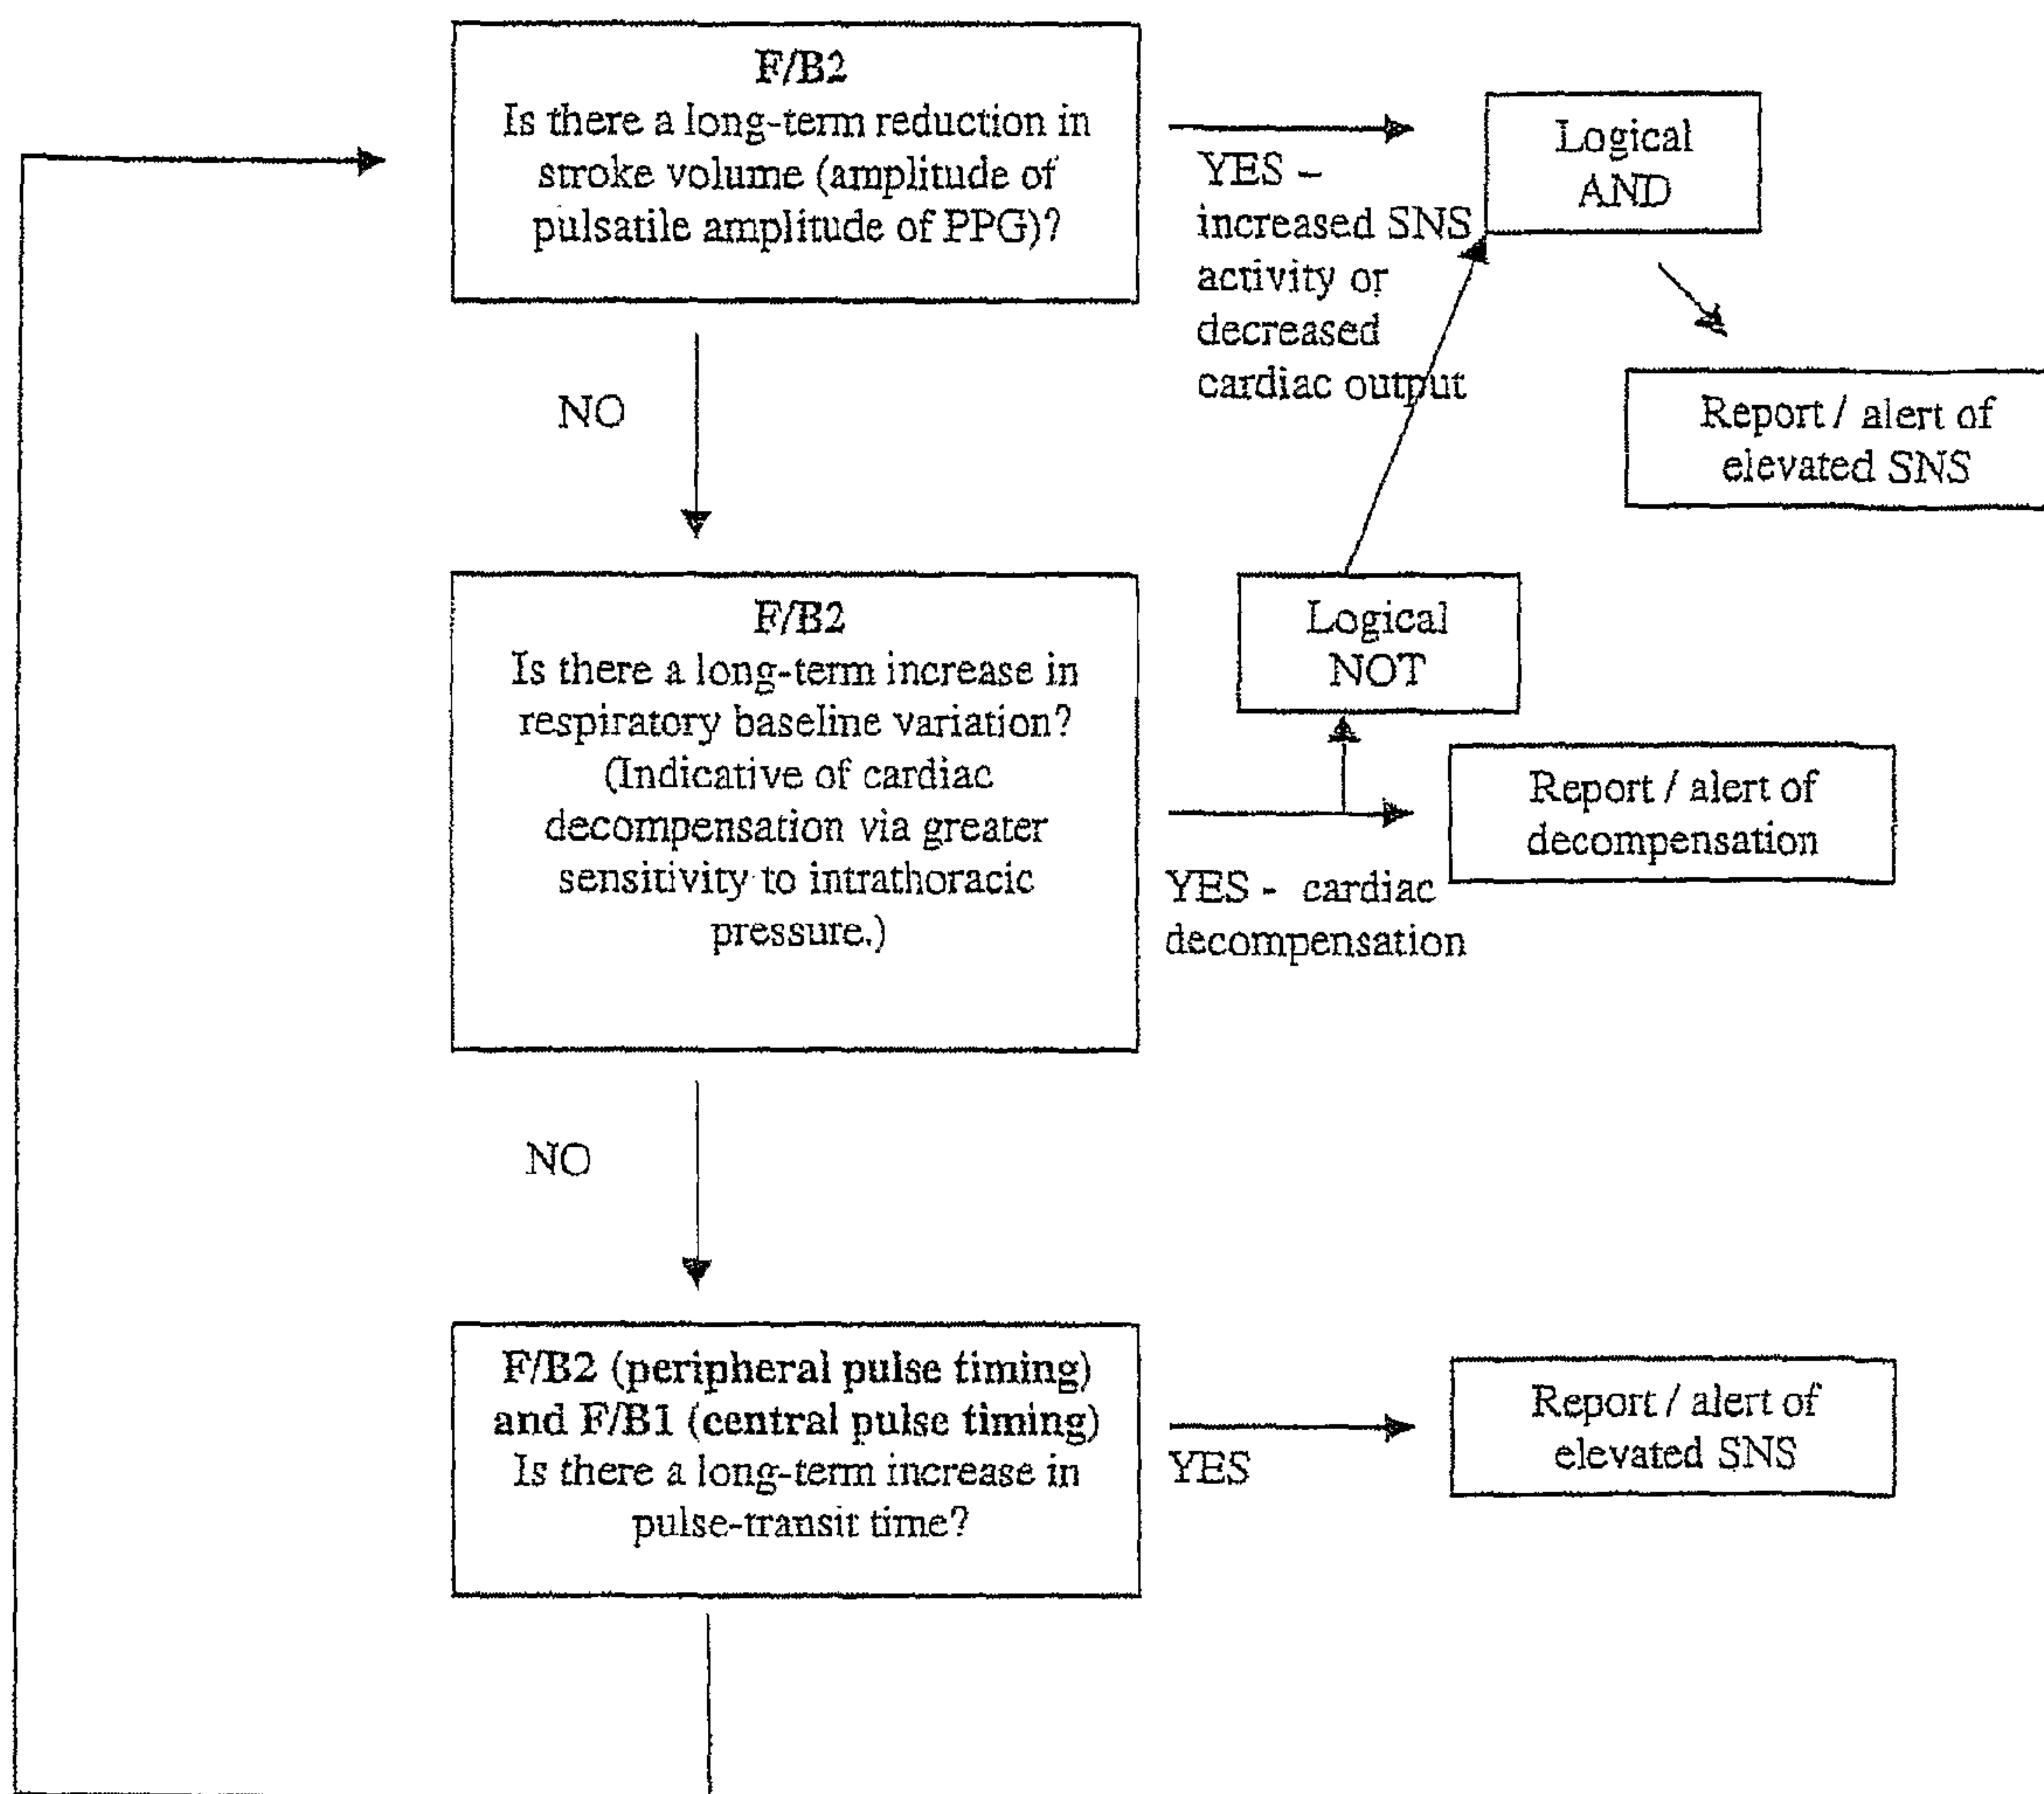 F/B2
Is there a long-term reduction in
stroke volume (amplitude of
pulsatile amplitude of PPG)?
YES –
increased SNS
activity or
decreased
cardiac output
Logical
AND
Report / alert of
elevated SNS
NO
F/B2
Is there a long-term increase in
respiratory baseline variation?
(Indicative of cardiac
decompensation via greater
sensitivity to intrathoracic
pressure.)
Logical
NOT
YES - cardiac
decompensation
Report / alert of
decompensation
NO
F/B2 (peripheral pulse timing)
and F/B1 (central pulse timing)
Is there a long-term increase in
pulse-transit time?
YES
Report / alert of
elevated SNS